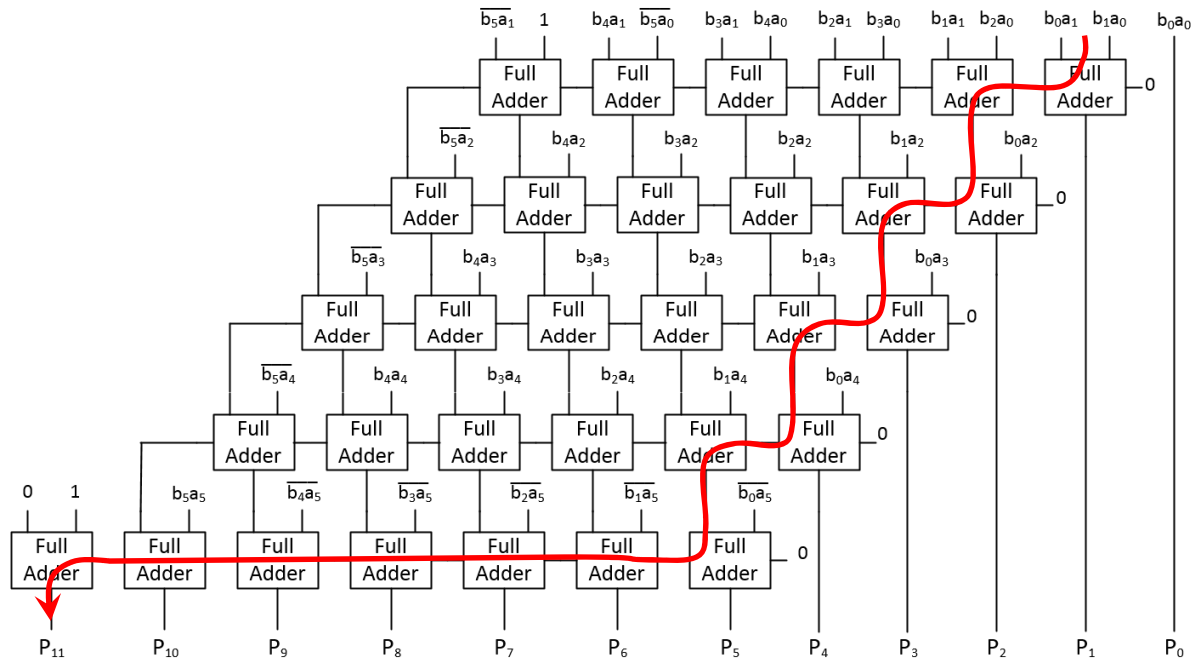 b̅₅a̅₁ 1 b₄a₁ b̅₅a̅₀ b₃a₁ b₄a₀ b₂a₁ b₃a₀ b₁a₁ b₂a₀ b₀a₁ b₁a₀ b₀a₀
Full Full Full Full Full Full
Adder Adder Adder Adder Adder Adder 0
b̅₅a̅₂ b₄a₂ b₃a₂ b₂a₂ b₁a₂ b₀a₂
Full Full Full Full Full Full
Adder Adder Adder Adder Adder Adder 0
b̅₅a̅₃ b₄a₃ b₃a₃ b₂a₃ b₁a₃ b₀a₃
Full Full Full Full Full Full
Adder Adder Adder Adder Adder Adder 0
b̅₅a̅₄ b₄a₄ b₃a₄ b₂a₄ b₁a₄ b₀a₄
Full Full Full Full Full Full
Adder Adder Adder Adder Adder Adder 0
0 1 b₅a₅ b̅₄a̅₅ b̅₃a̅₅ b̅₂a̅₅ b̅₁a̅₅ b̅₀a̅₅
Full Full Full Full Full Full Full
Adder Adder Adder Adder Adder Adder Adder 0
P₁₁ P₁₀ P₉ P₈ P₇ P₆ P₅ P₄ P₃ P₂ P₁ P₀